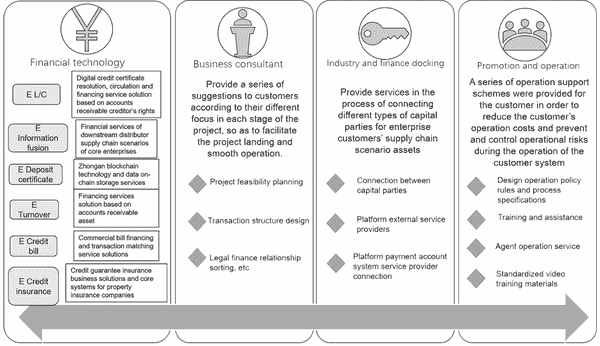 Financial technology
E L/C
Digital credit certificate
resolution, circulation and
financing service solution
based on accounts
receivable creditor's rights
E
Information
fusion
Financial services of
downstream distributor
supply chain scenarios
of core enterprises
E Deposit
certificate
Zhongan blockchain
technology and data on-
chain storage services
E
Turnover
Financing services
solution based on
accounts receivable
asset
E Credit
bill
Commercial bill financing
and transaction matching
service solutions
E Credit
insurance
Credit guarantee insurance
business solutions and core
systems for property
insurance companies
Business consultant
Provide a series of
suggestions to customers
according to their different
focus in each stage of the
project, so as to facilitate
the project landing and
smooth operation.
Project feasibility planning
Transaction structure design
Legal finance relationship
sorting, etc
Industry and finance docking
Provide services in the
process of connecting
different types of capital
parties for enterprise
customers' supply chain
scenario assets
Connection between
capital parties
Platform external service
providers
Platform payment account
system service provider
connection
Promotion and operation
A series of operation support
schemes were provided for
the customer in order to
reduce the customer's
operation costs and prevent
and control operational risks
during the operation of the
customer system
Design operation policy
rules and process
specifications
Training and assistance
Agent operation service
Standardized video
training materials